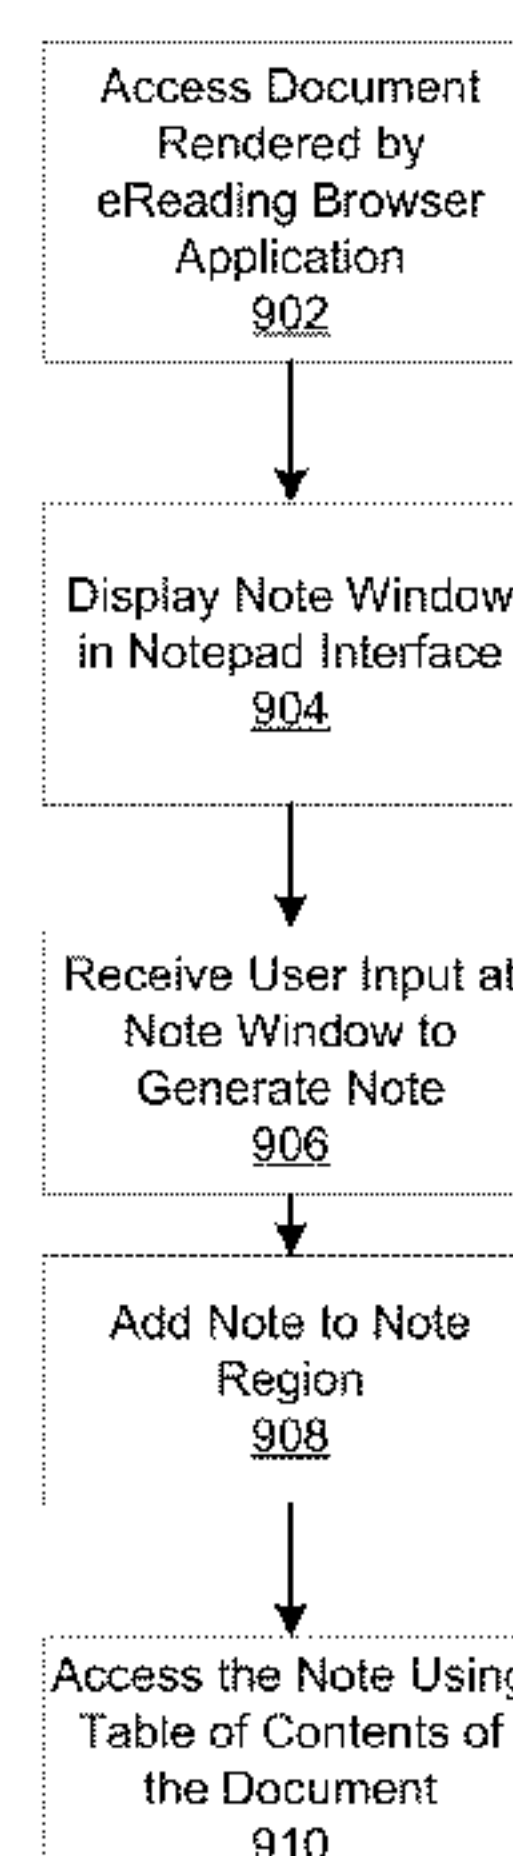 Access Document
Rendered by
eReading Browser
Application
902
Display Note Window
in Notepad Interface
904
Receive User Input at
Note Window to
Generate Note
906
Add Note to Note
Region
908
Access the Note Using
Table of Contents of
the Document
910